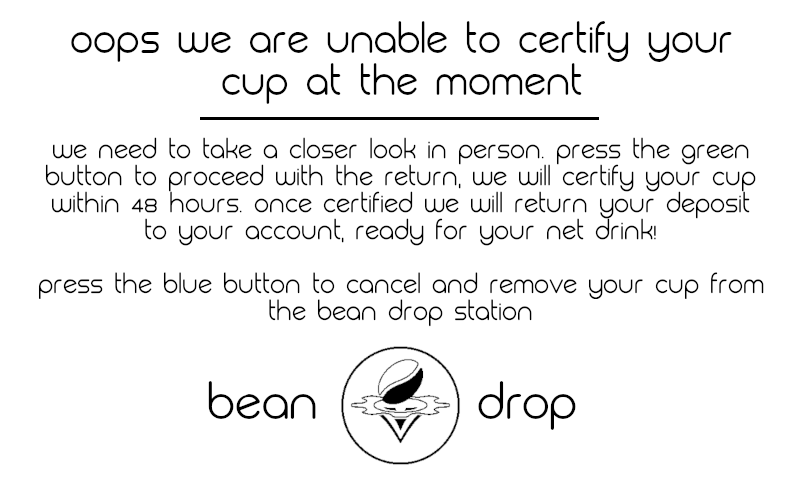 oops we are unable to certify your
cup at the moment
we need to take a closer look in person. press the green
button to proceed with the return, we will certify your cup
within 48 hours. once certified we will return your deposit
to your account, ready for your net drink!
press the blue button to cancel and remove your cup from
the bean drop station
bean drop